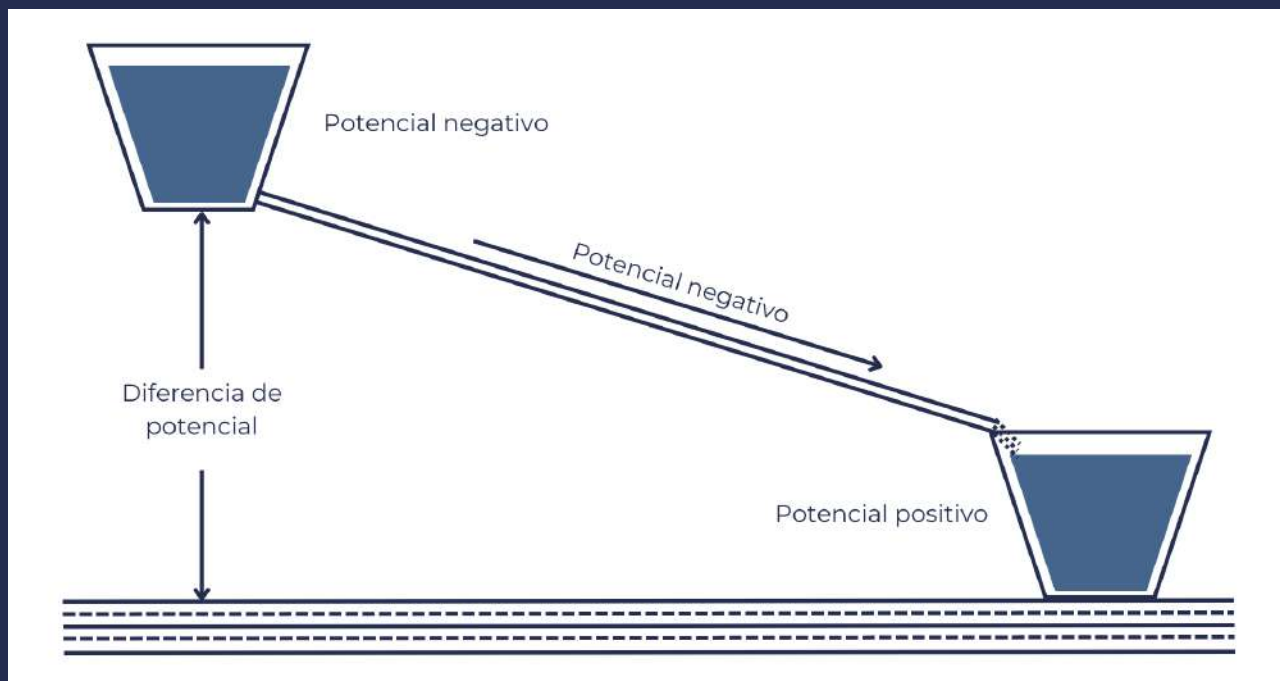 Potencial negativo
Potencial negativo
Diferencia de
potencial
Potencial positivo